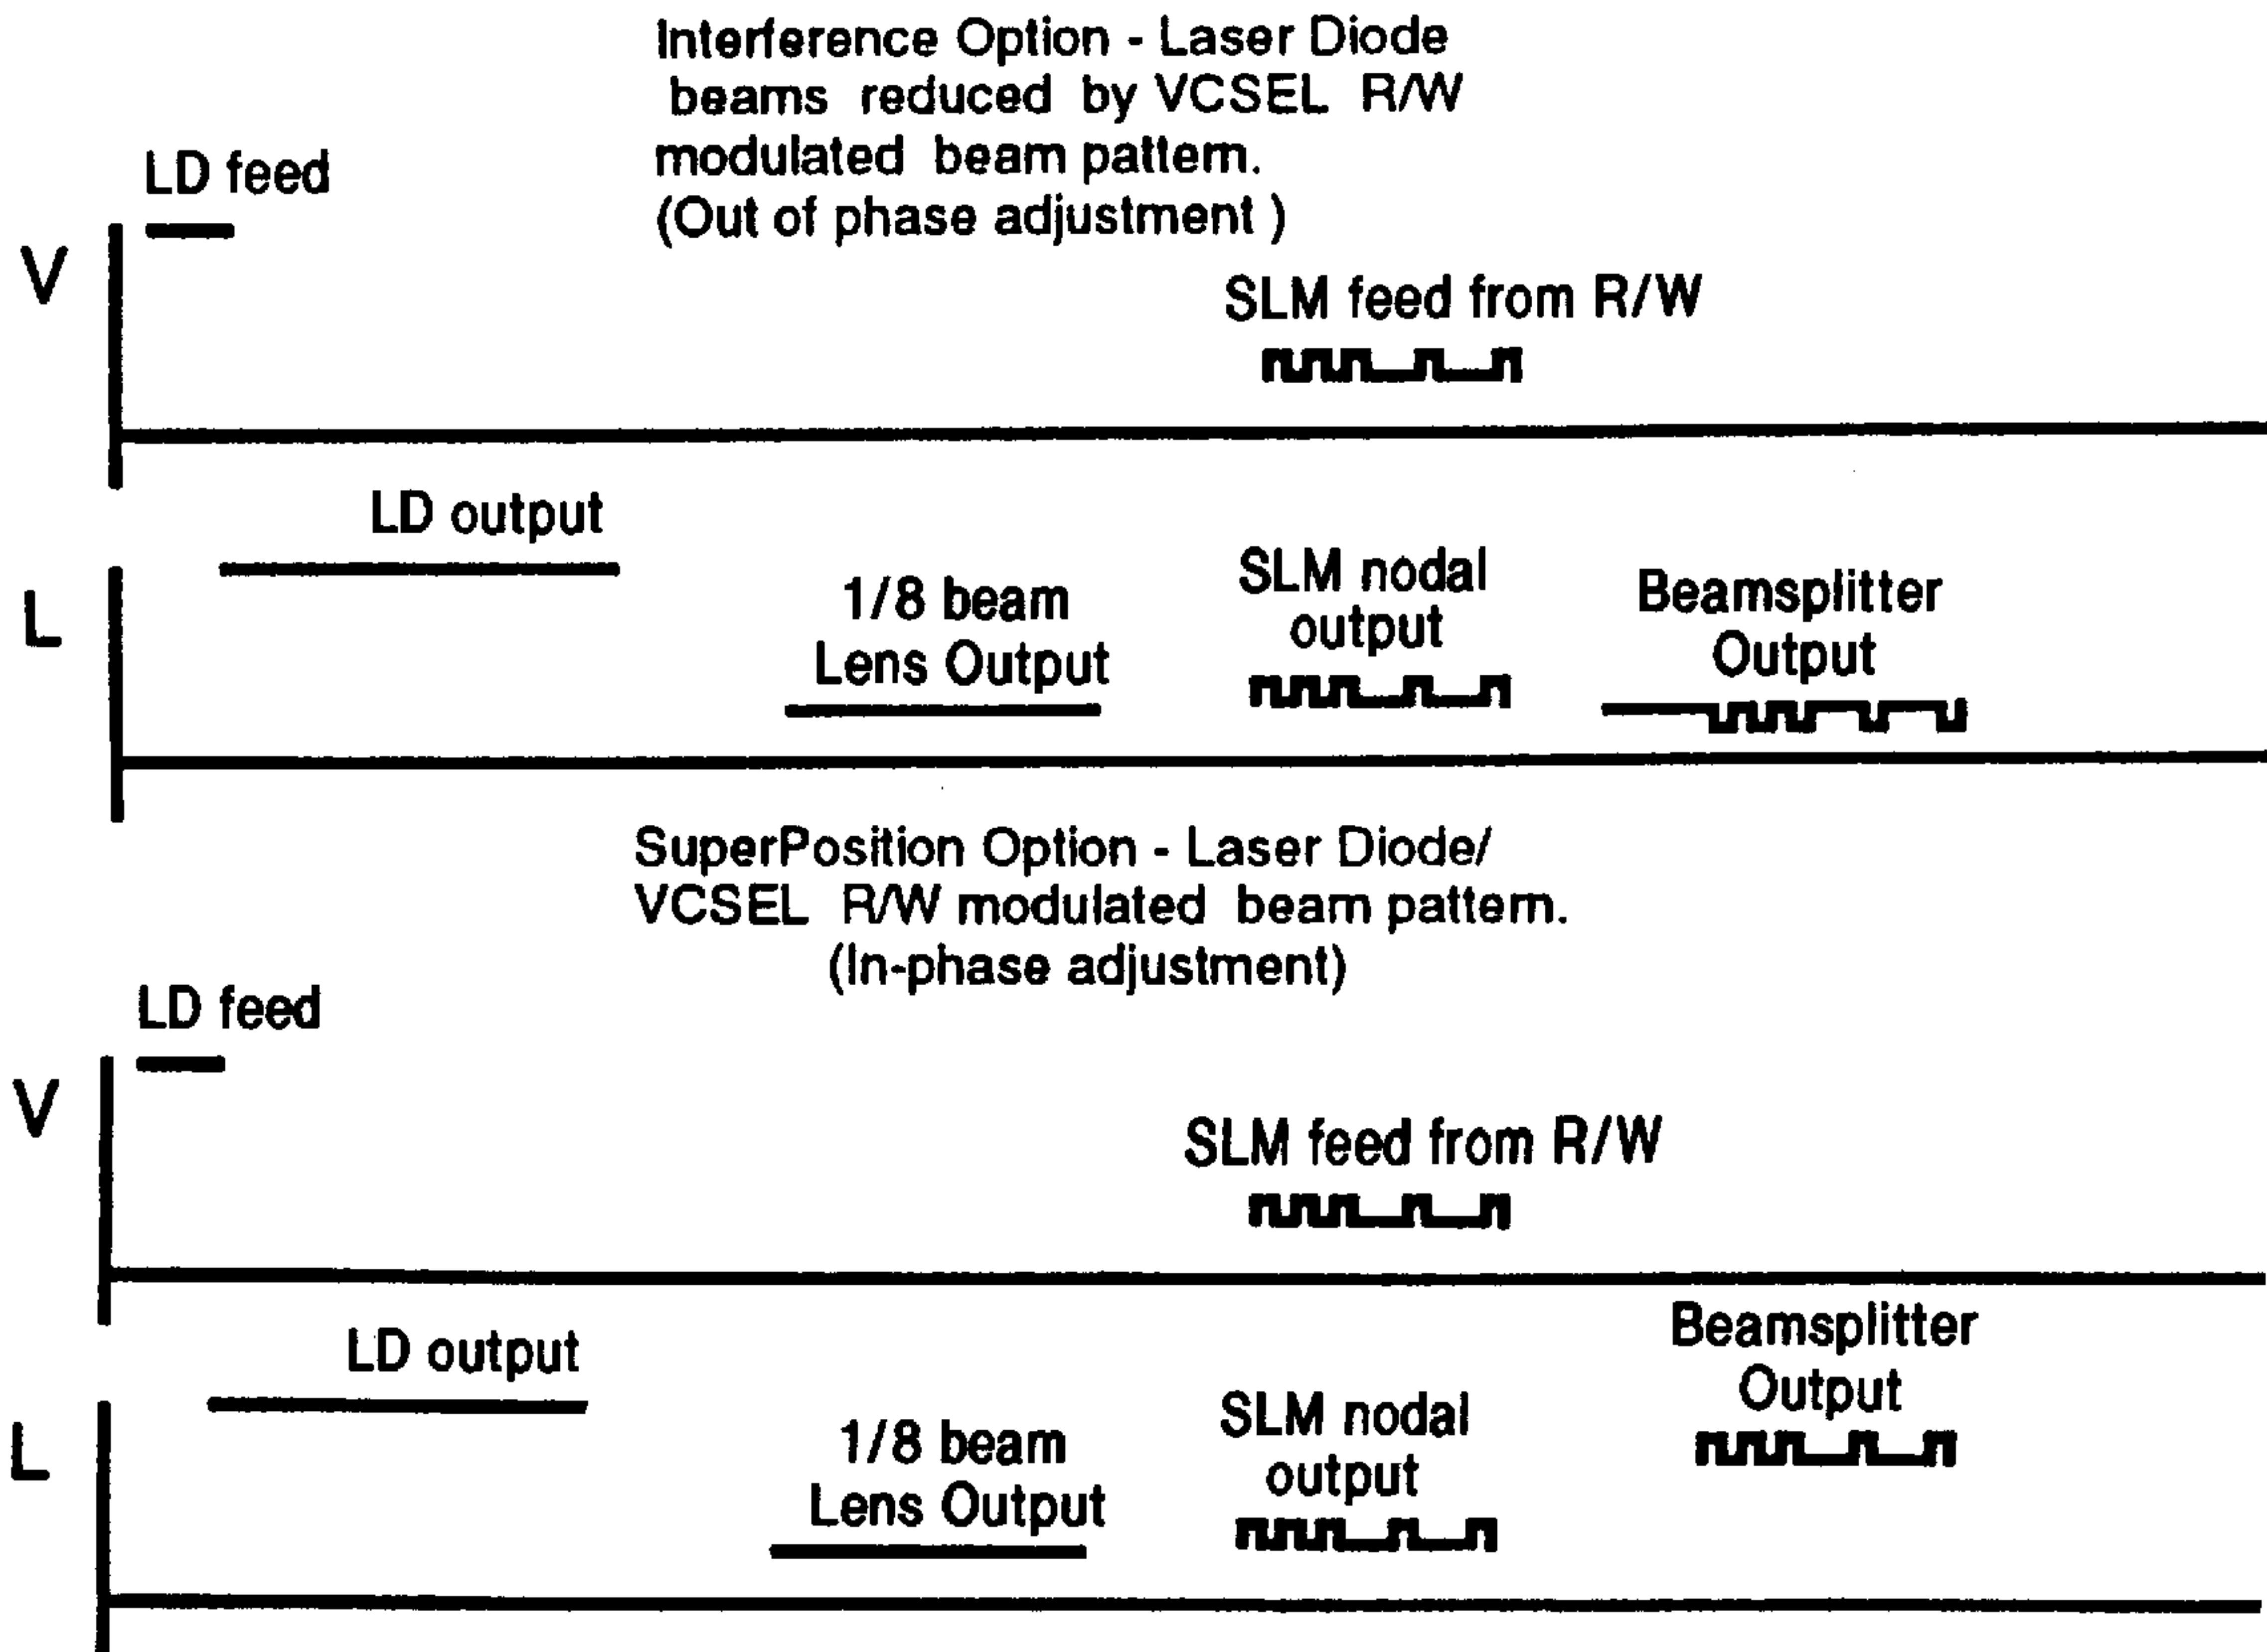 Interference Option - Laser Diode
beams reduced by VCSEL R/W
modulated beam pattern.
(Out of phase adjustment )
LD feed
V
SLM feed from R/W
LD output
L
1/8 beam
Lens Output
SLM nodal
output
Beamsplitter
Output
SuperPosition Option - Laser Diode/
VCSEL R/W modulated beam pattern.
(In-phase adjustment)
LD feed
V
SLM feed from R/W
LD output
L
1/8 beam
Lens Output
SLM nodal
output
Beamsplitter
Output